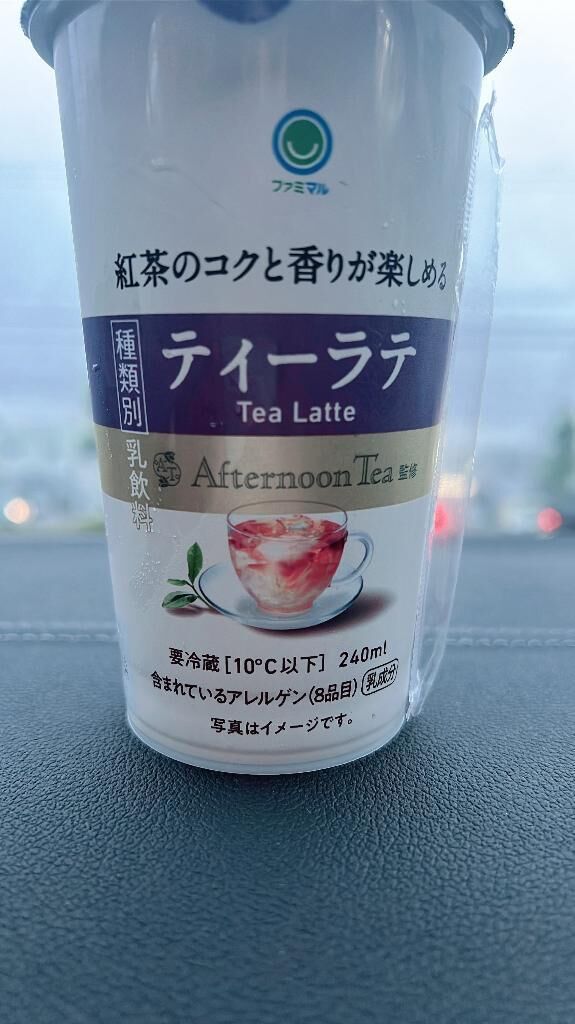 ファミマル
紅茶のコクと香りが楽しめる
種類別 乳飲料
ティーラテ
Tea Latte
A.T.
Afternoon Tea 監修
要冷蔵[10℃以下] 240ml
含まれているアレルゲン(8品目) 乳成分
写真はイメージです。